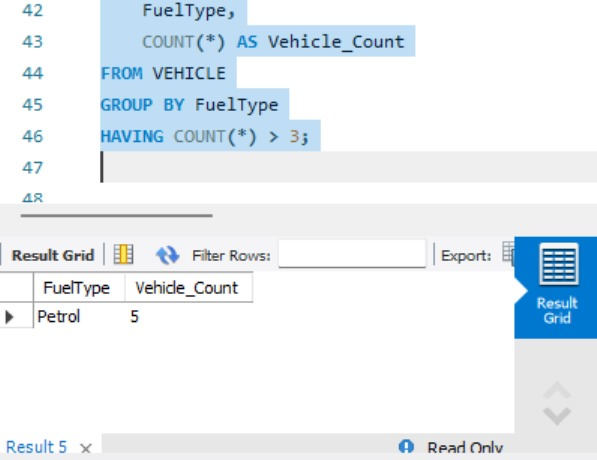 42 FuelType,
43 COUNT(*) AS Vehicle_Count
44 FROM VEHICLE
45 GROUP BY FuelType
46 HAVING COUNT(*) > 3;
47
48
Result Grid Filter Rows: Export:
FuelType Vehicle_Count
Petrol 5
Result
Grid
Result 5 × Read Only